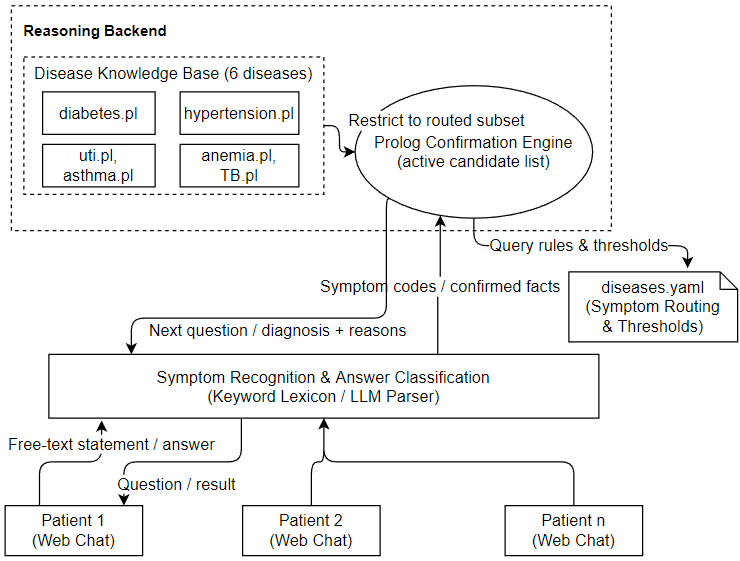 Reasoning Backend
Disease Knowledge Base (6 diseases)
diabetes.pl
hypertension.pl
uti.pl,
asthma.pl
anemia.pl,
TB.pl
Restrict to routed subset
Prolog Confirmation Engine
(active candidate list)
Query rules & thresholds
diseases.yaml
(Symptom Routing
& Thresholds)
Symptom codes / confirmed facts
Next question / diagnosis + reasons
Symptom Recognition & Answer Classification
(Keyword Lexicon / LLM Parser)
Free-text statement / answer
Question / result
Patient 1
(Web Chat)
Patient 2
(Web Chat)
Patient n
(Web Chat)